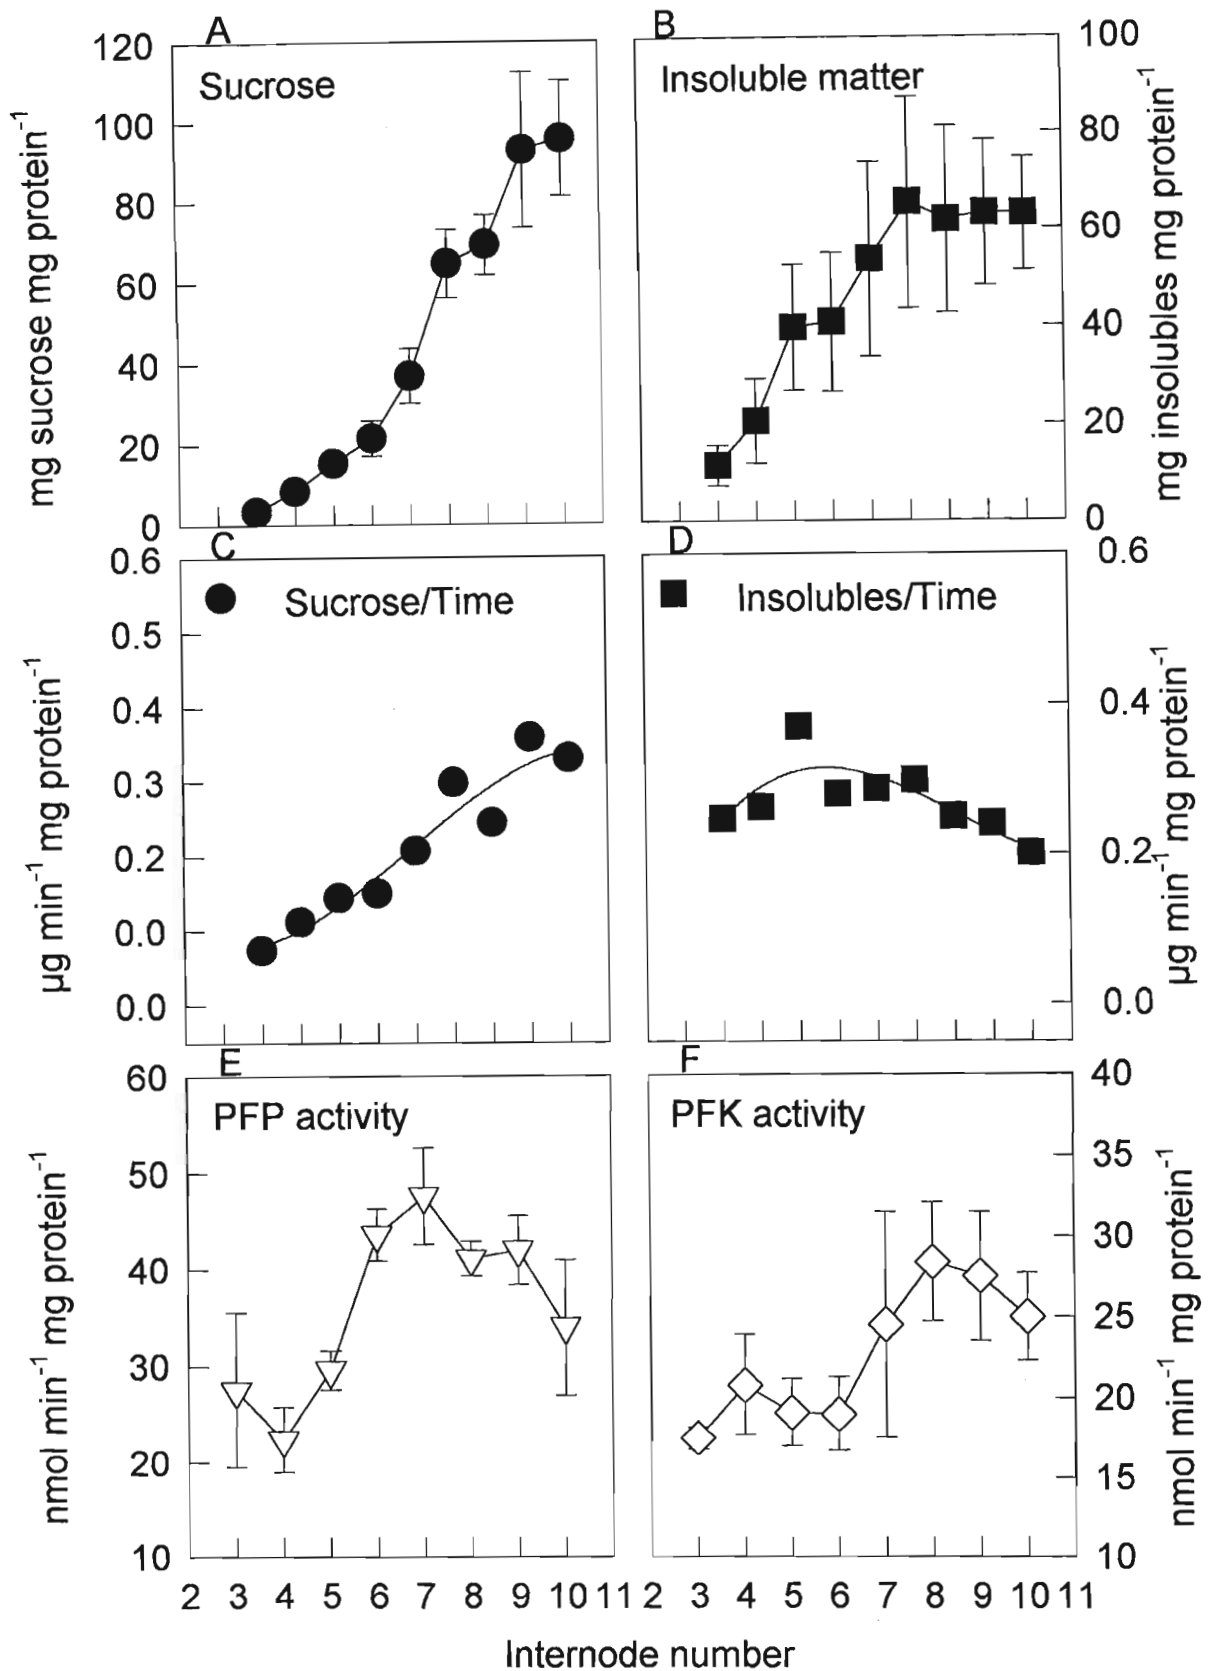 A
B
Sucrose
Insoluble matter
120
100
80
60
40
20
0
mg sucrose mg protein⁻¹
100
80
60
40
20
0
mg insolubles mg protein⁻¹
C
D
Sucrose/Time
Insolubles/Time
0.6
0.5
0.4
0.3
0.2
0.0
0.0
µg min⁻¹ mg protein⁻¹
0.6
0.4
0.2
0.0
µg min⁻¹ mg protein⁻¹
E
F
PFP activity
PFK activity
60
50
40
30
20
10
nmol min⁻¹ mg protein⁻¹
40
35
30
25
20
15
10
nmol min⁻¹ mg protein⁻¹
2 3 4 5 6 7 8 9 10 11 2 3 4 5 6 7 8 9 10 11
Internode number